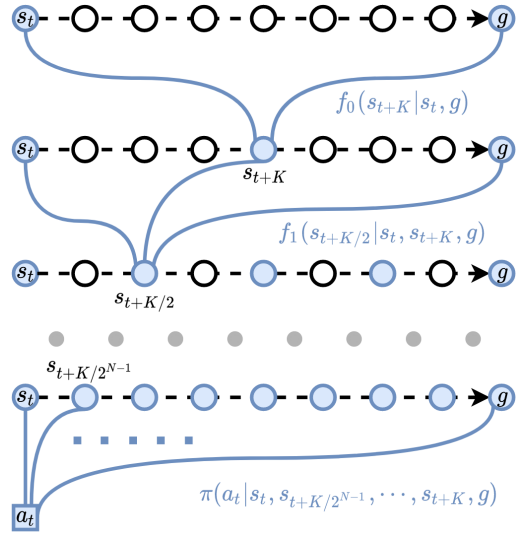 s_t g
f_0(s_{t+K}|s_t, g)
s_t g
s_{t+K}
f_1(s_{t+K/2}|s_t, s_{t+K}, g)
s_t g
s_{t+K/2}
s_{t+K/2^{N-1}}
s_t g
π(a_t|s_t, s_{t+K/2^{N-1}}, ⋯, s_{t+K}, g)
a_t